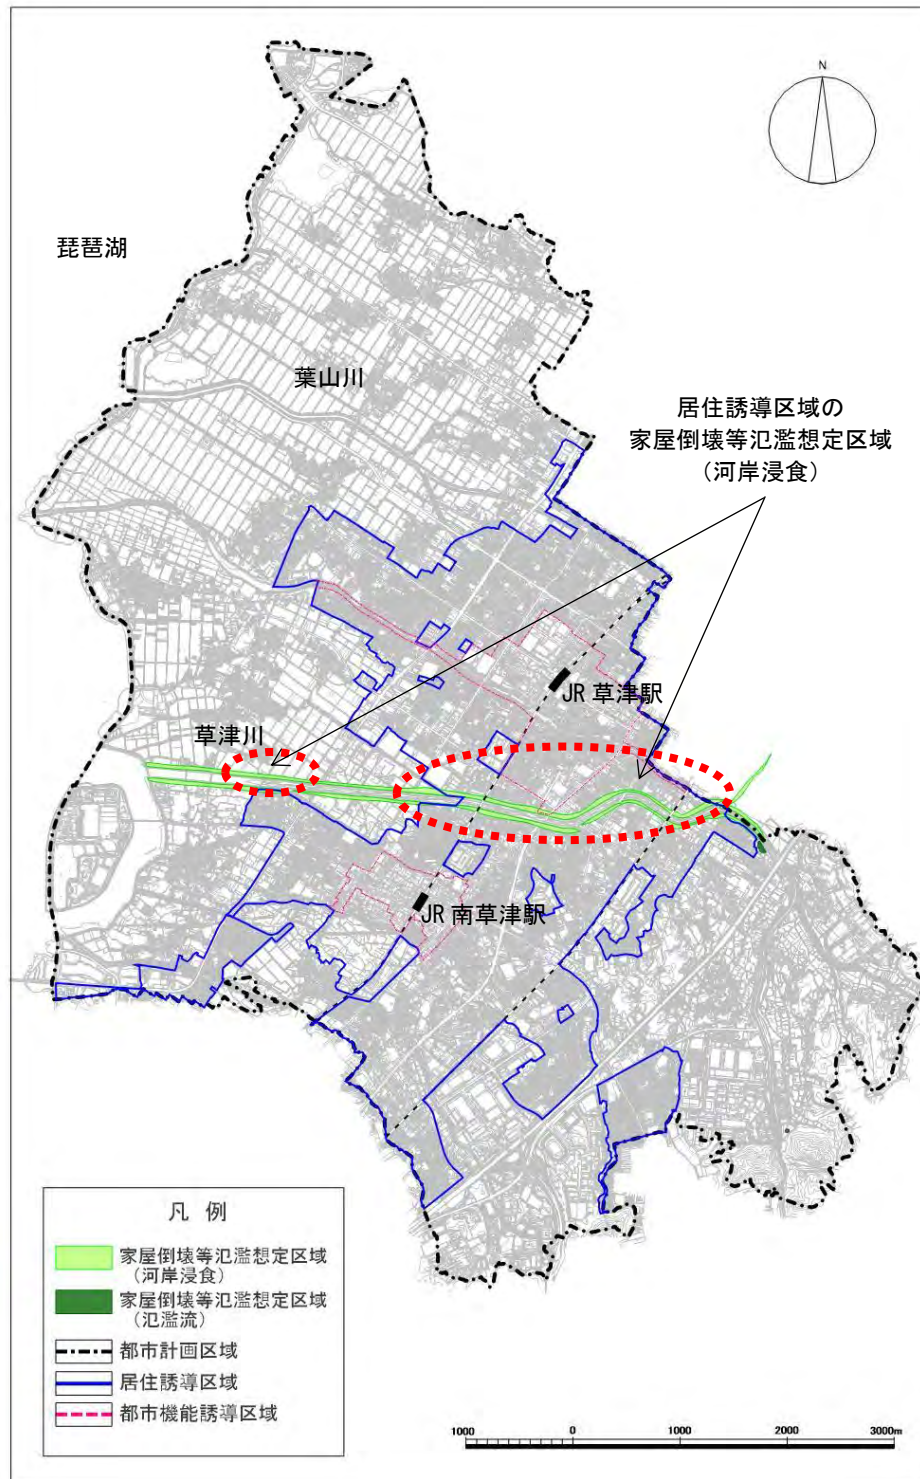 N
琵琶湖
葉山川
居住誘導区域の
家屋倒壊等氾濫想定区域
(河岸浸食)
JR 草津駅
草津川
JR 南草津駅
凡 例
家屋倒壊等氾濫想定区域
(河岸浸食)
家屋倒壊等氾濫想定区域
(氾濫流)
都市計画区域
居住誘導区域
都市機能誘導区域
1000 0 1000 2000 3000m